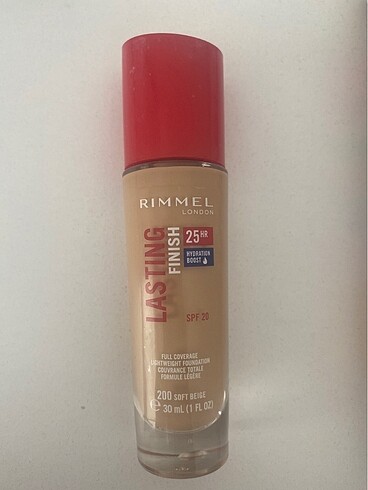 RIMMEL
LONDON
LASTING
FINISH
25HR
HYDRATION
BOOST
SPF 20
FULL COVERAGE
LIGHTWEIGHT FOUNDATION
COUVRANCE TOTALE
FORMULE LÉGÈRE
200 SOFT BEIGE
℮ 30 mL (1 FL OZ)